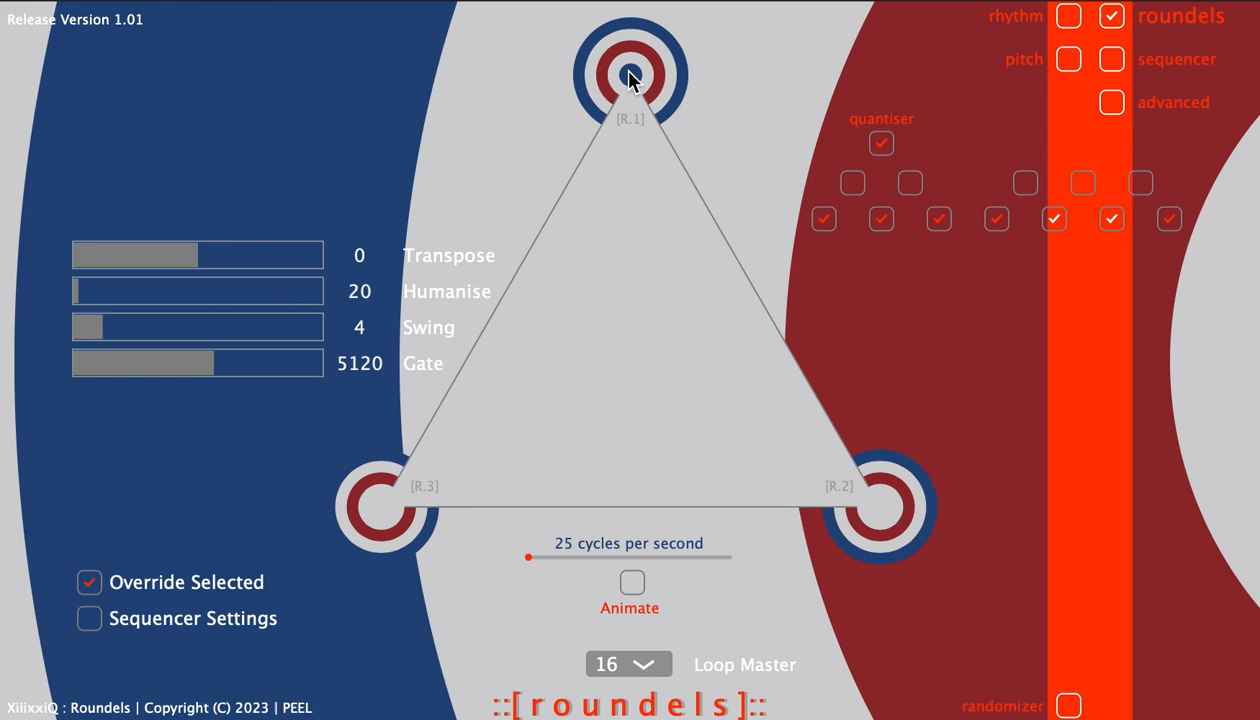 Release Version 1.01
rhythm roundels
pitch sequencer
advanced
[R.1]
quantiser
0 Transpose
20 Humanise
4 Swing
5120 Gate
[R.3]
[R.2]
25 cycles per second
Override Selected
Animate
Sequencer Settings
16 Loop Master
XiiixxiQ : Roundels | Copyright (C) 2023 | PEEL
::[ r o u n d e l s ]::
randomizer